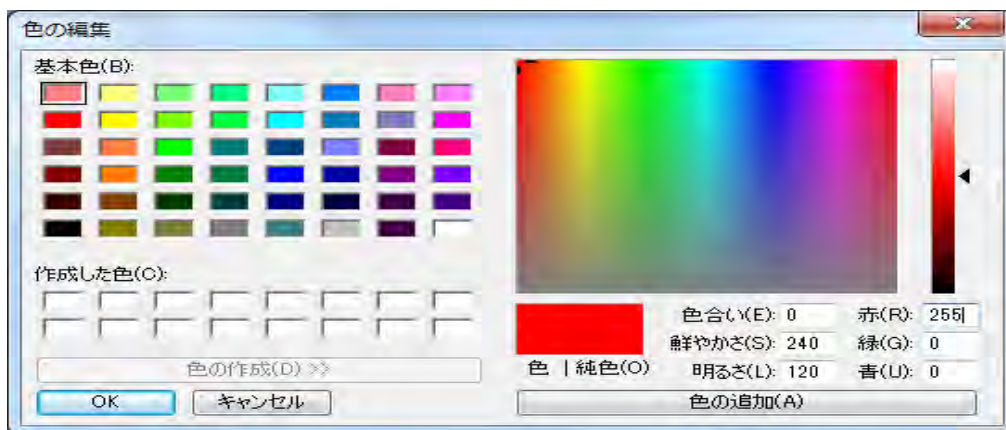 色の編集
基本色(B):
作成した色(C):
色の作成(D) >>
OK キャンセル
色 | 純色(O)
色合い(E): 0 赤(R): 255
鮮やかさ(S): 240 緑(G): 0
明るさ(L): 120 青(U): 0
色の追加(A)